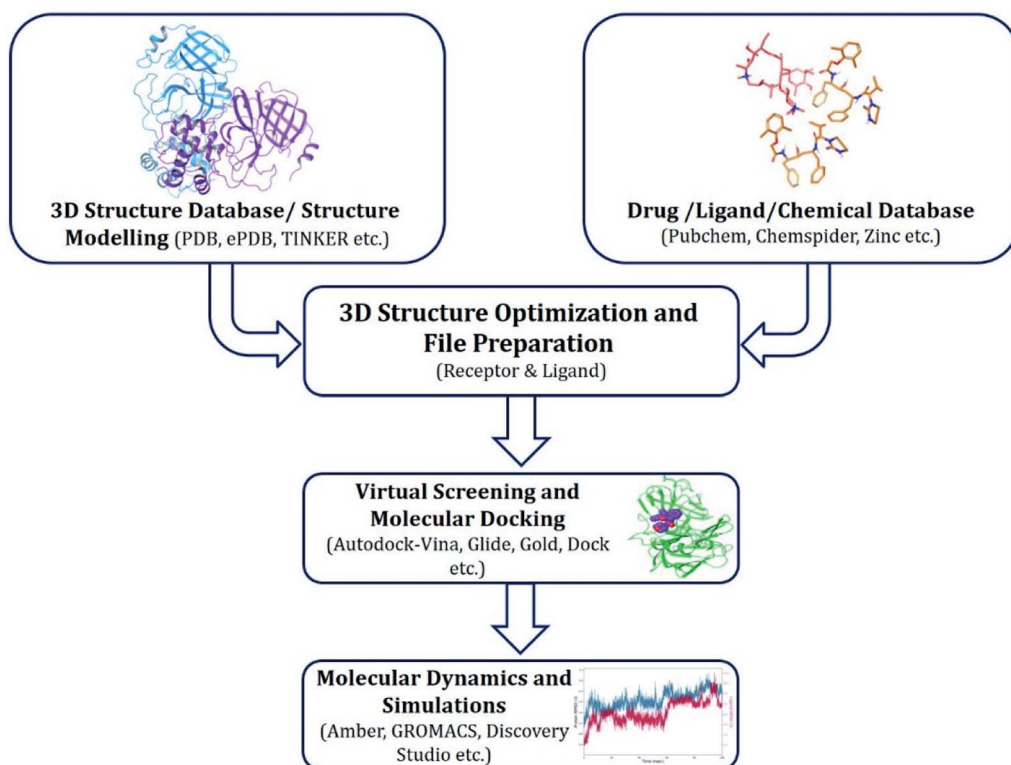 3D Structure Database/ Structure
Modelling (PDB, ePDB, TINKER etc.)
Drug /Ligand/Chemical Database
(Pubchem, Chemspider, Zinc etc.)
3D Structure Optimization and
File Preparation
(Receptor & Ligand)
Virtual Screening and
Molecular Docking
(Autodock-Vina, Glide, Gold, Dock
etc.)
Molecular Dynamics and
Simulations
(Amber, GROMACS, Discovery
Studio etc.)